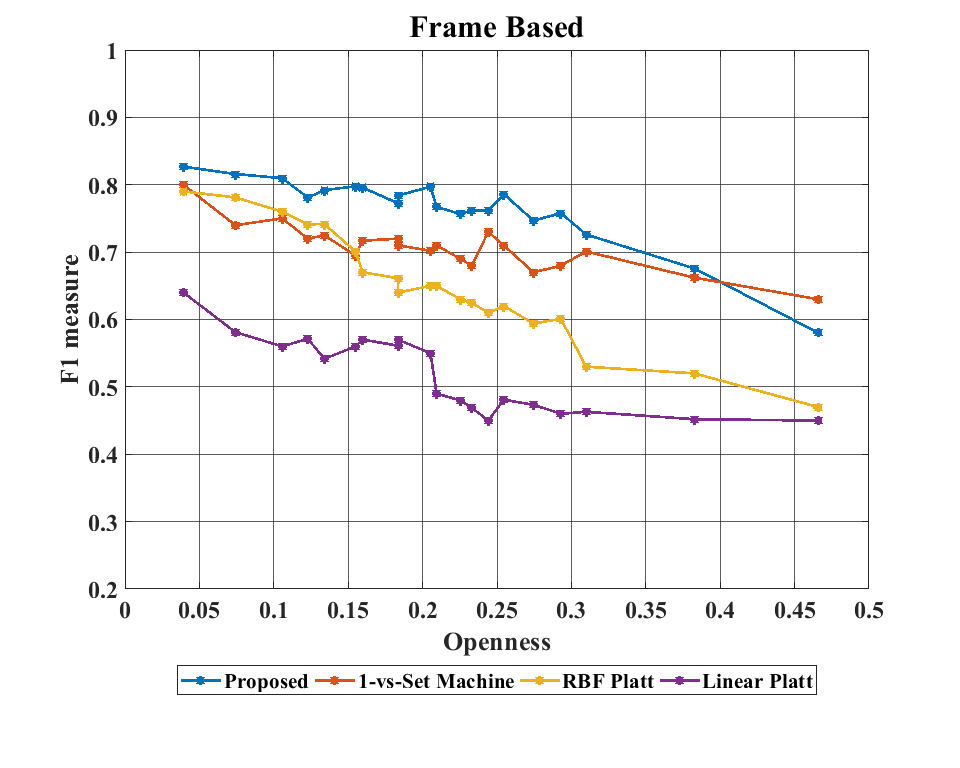 Frame Based
1
0.9
0.8
0.7
0.6
0.5
0.4
0.3
0.2
F1 measure
0 0.05 0.1 0.15 0.2 0.25 0.3 0.35 0.4 0.45 0.5
Openness
Proposed 1-vs-Set Machine RBF Platt Linear Platt